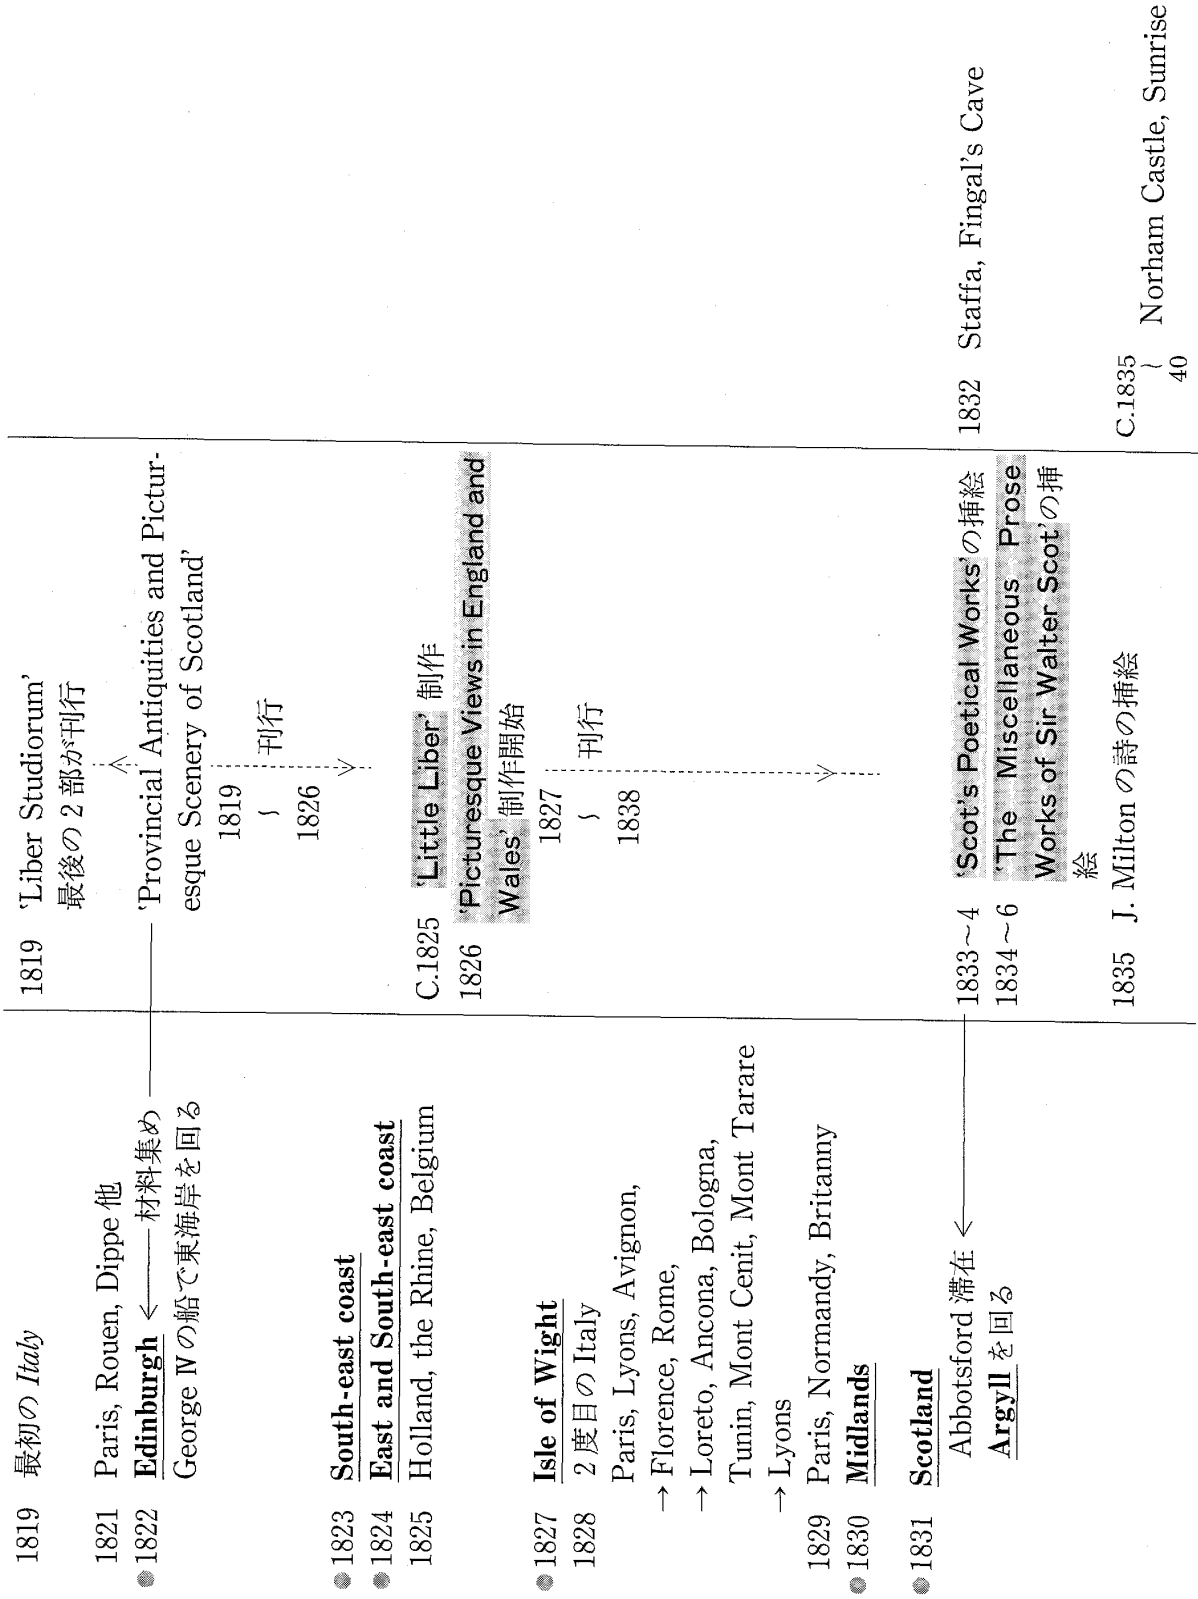 1819 最初の Italy
1821 Paris, Rouen, Dippe 他
●1822 Edinburgh ←── 材料集め ──
George Ⅳの船で東海岸を回る
●1823 South-east coast
●1824 East and South-east coast
1825 Holland, the Rhine, Belgium
●1827 Isle of Wight
1828 2度目の Italy
Paris, Lyons, Avignon,
→ Florence, Rome,
→ Loreto, Ancona, Bologna,
Tunin, Mont Cenit, Mont Tarare
→ Lyons
1829 Paris, Normandy, Britanny
●1830 Midlands
●1831 Scotland
Abbotsford 滞在 ←
Argyll を回る
1819 'Liber Studiorum'
最後の2部が刊行
'Provincial Antiquities and Pictur-
esque Scenery of Scotland'
1819
〜 刊行
1826
C.1825 'Little Liber' 制作
1826 'Picturesque Views in England and
Wales' 制作開始
1827
〜 刊行
1838
1833〜4 'Scot's Poetical Works'の挿絵
1834〜6 'The Miscellaneous Prose
Works of Sir Walter Scot'の挿
絵
1835 J. Milton の詩の挿絵
1832 Staffa, Fingal's Cave
C.1835
〜 Norham Castle, Sunrise
40